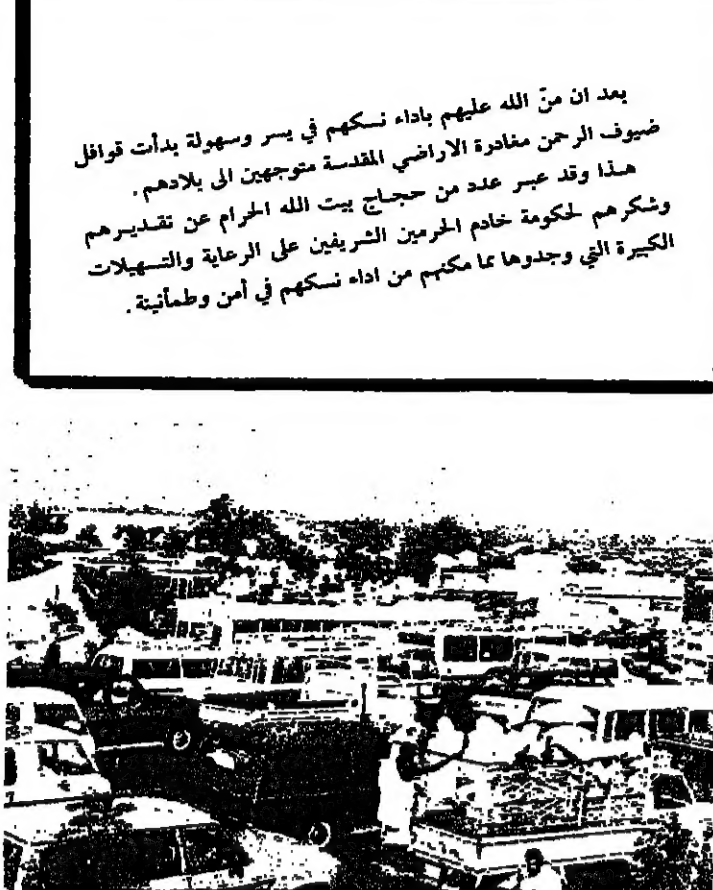 بعد ان منّ الله عليهم باداء نسكهم في يسر وسهولة بدأت قوافل
ضيوف الرحمن مغادرة الاراضي المقدسة متوجهين الى بلادهم .
هذا وقد عبر عدد من حجاج بيت الله الحرام عن تقديرهم
وشكرهم لحكومة خادم الحرمين الشريفين على الرعاية والتسهيلات
الكبيرة التي وجدوها مما مكنهم من اداء نسكهم في أمن وطمأنينة .